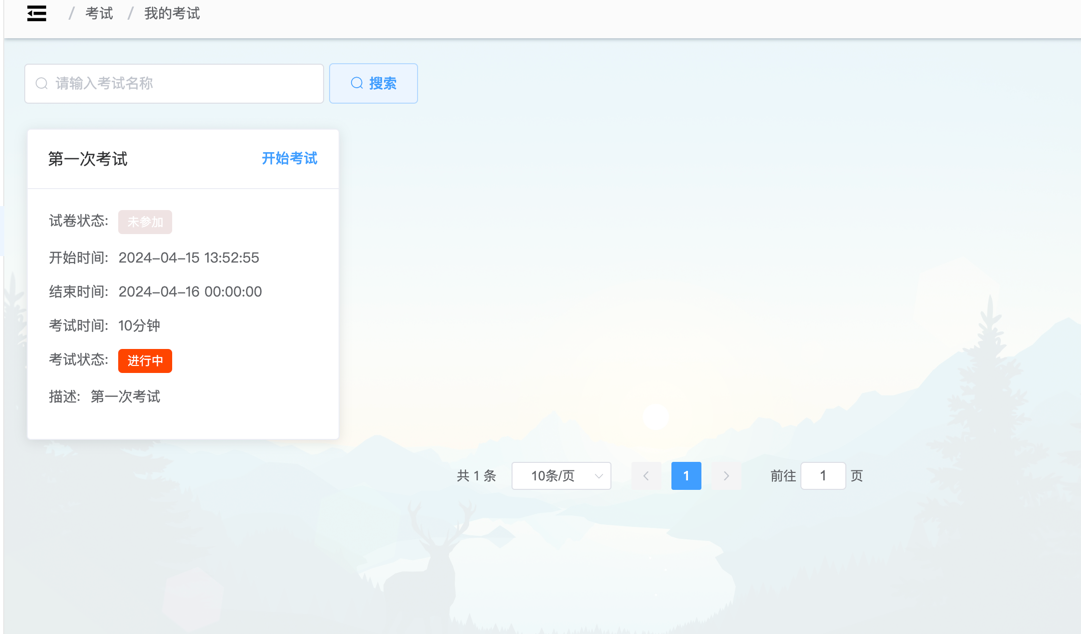 / 考试 / 我的考试
请输入考试名称 搜索
第一次考试 开始考试
试卷状态: 未参加
开始时间: 2024-04-15 13:52:55
结束时间: 2024-04-16 00:00:00
考试时间: 10分钟
考试状态: 进行中
描述: 第一次考试
共 1 条 10条/页 1 前往 1 页